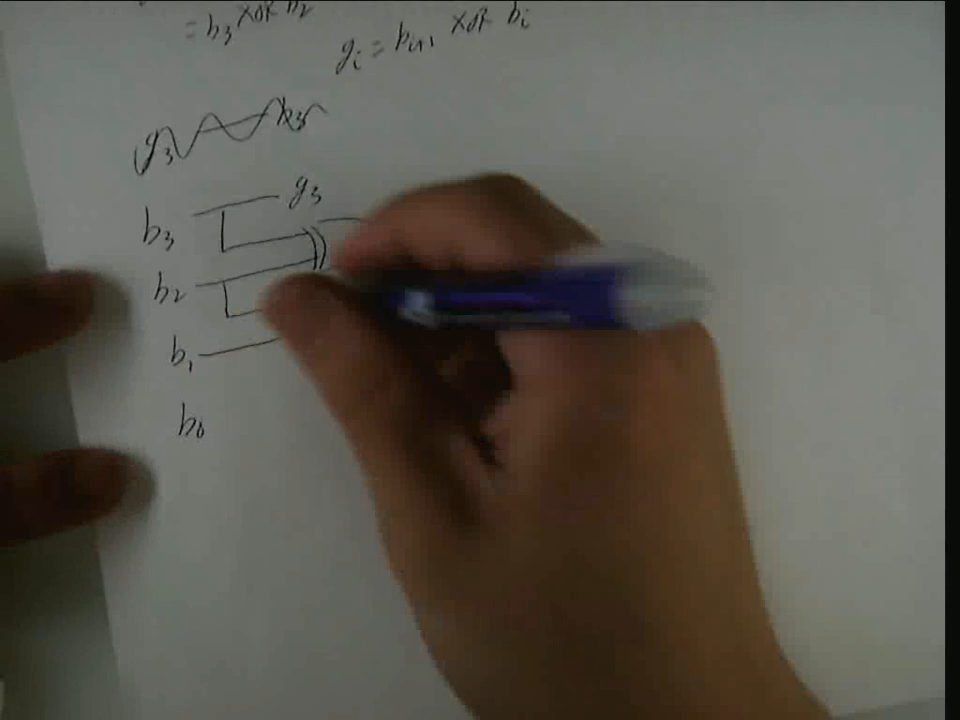 = b3 XOR b2
gi = bi+1 XOR bi
g3
b3
g3
b2
b1
b0